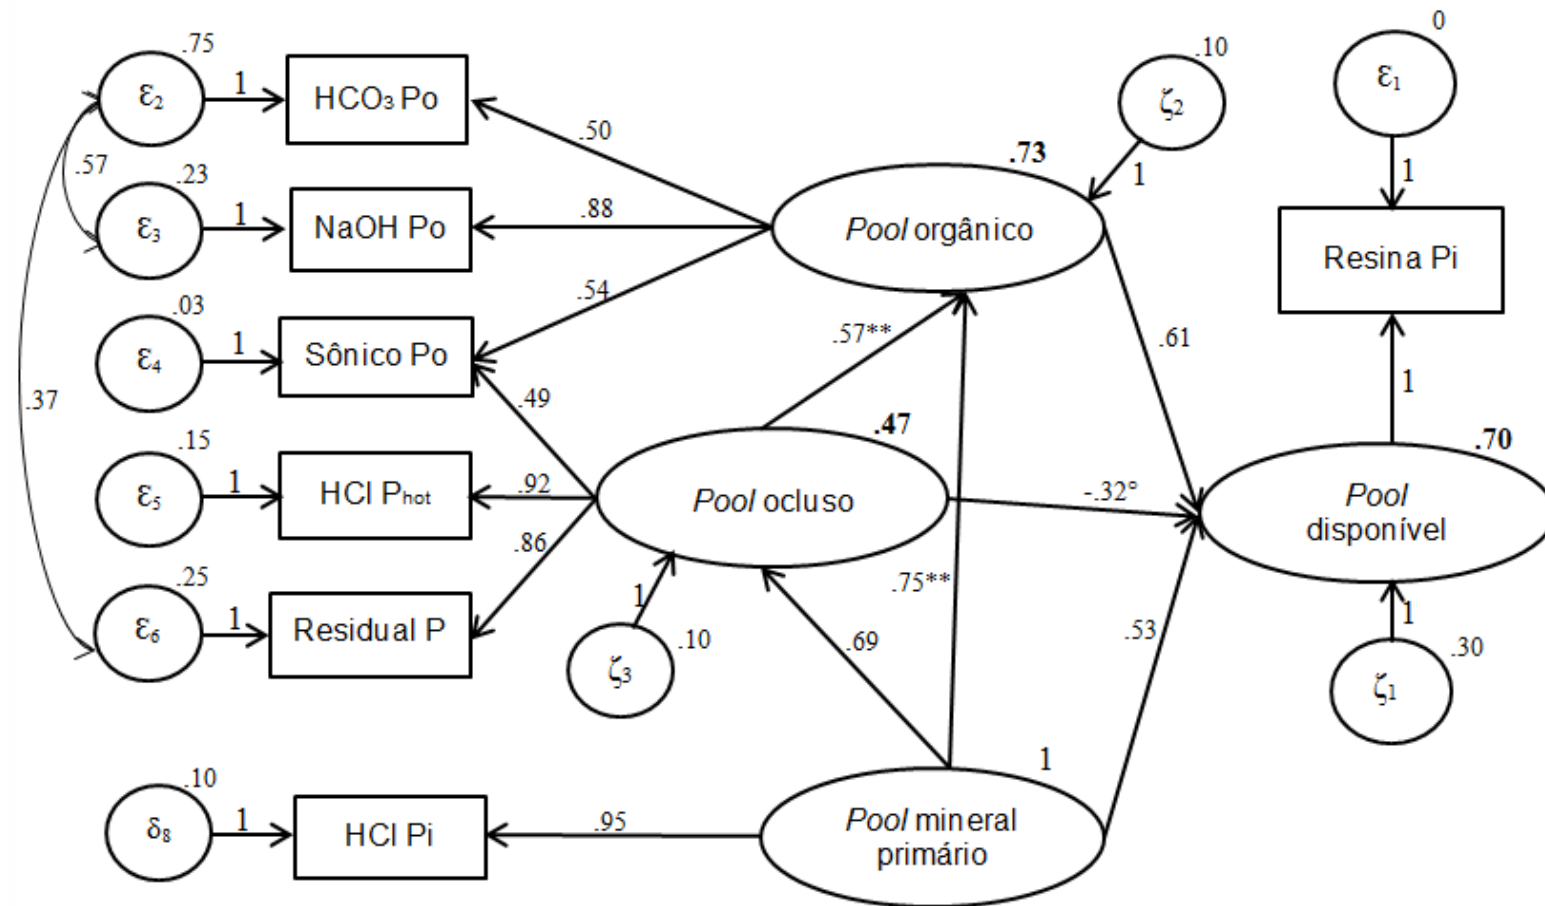 .75
ε₂
1
HCO₃ Po
.50
.57
.23
ε₃
1
NaOH Po
.88
.03
ε₄
1
Sônico Po
.54
.49
.37
.15
ε₅
1
HCl Phot
.92
.25
ε₆
1
Residual P
.86
.10
δ₈
1
HCl Pi
.95
.10
ζ₂
1
.73
Pool orgânico
.57**
.61
.47
Pool ocluso
-.32°
1
ζ₃
.10
.75**
.69
.53
1
Pool mineral
primário
0
ε₁
1
Resina Pi
1
.70
Pool
disponível
1
.30
ζ₁